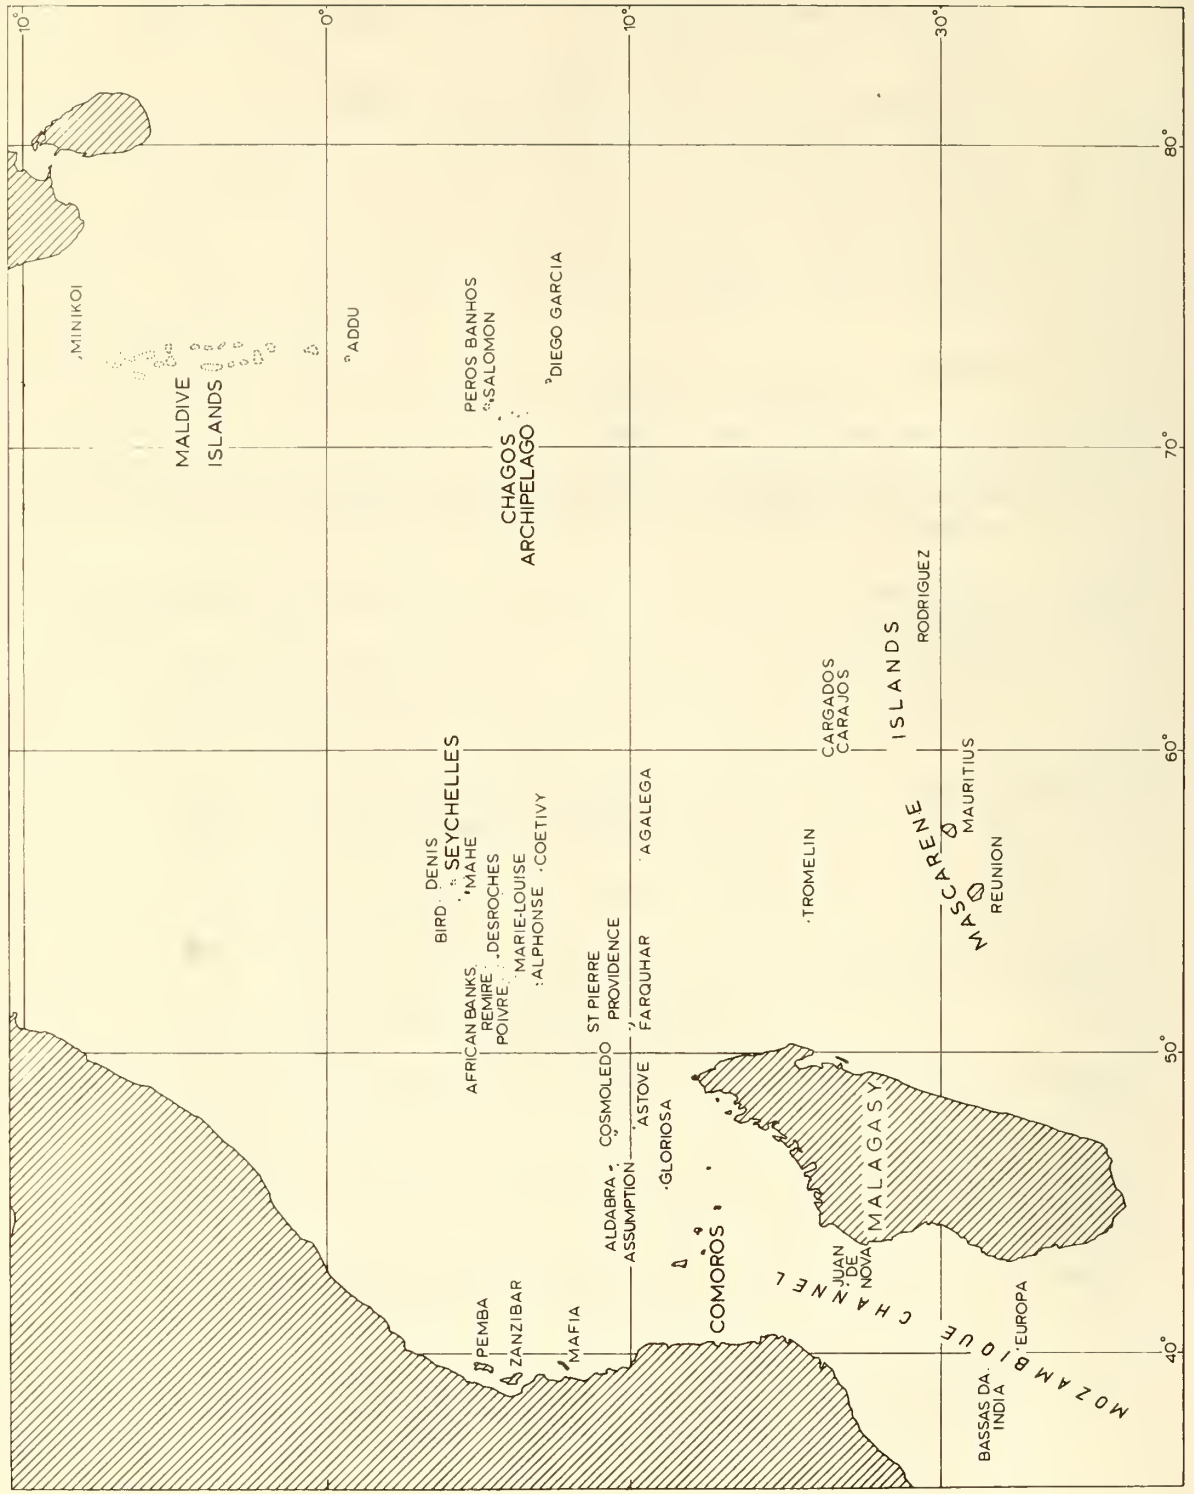 10°
0°
10°
30°
80°
70°
60°
50°
40°
MINIKOI
MALDIVE
ISLANDS
ADDU
PEROS BANHOS
SALOMON
DIEGO GARCIA
CHAGOS
ARCHIPELAGO
BIRD
DENIS
SEYCHELLES
MAHE
AFRICAN BANKS
REMIRE
POIVRE
DESROCHES
MARIE-LOUISE
ALPHONSE
COETIVY
AGALEGA
ST PIERRE
PROVIDENCE
FARQUHAR
COSMOLEDO
ASTOVE
ALDABRA
ASSUMPTION
GLORIOSA
COMOROS
PEMBA
ZANZIBAR
MAFIA
TROMELIN
CARGADOS
CARAJOS
MASCARENE ISLANDS
RODRIGUEZ
MAURITIUS
REUNION
MALAGASY
JUAN
DE
NOVA
MOZAMBIQUE CHANNEL
EUROPA
BASSAS DA
INDIA